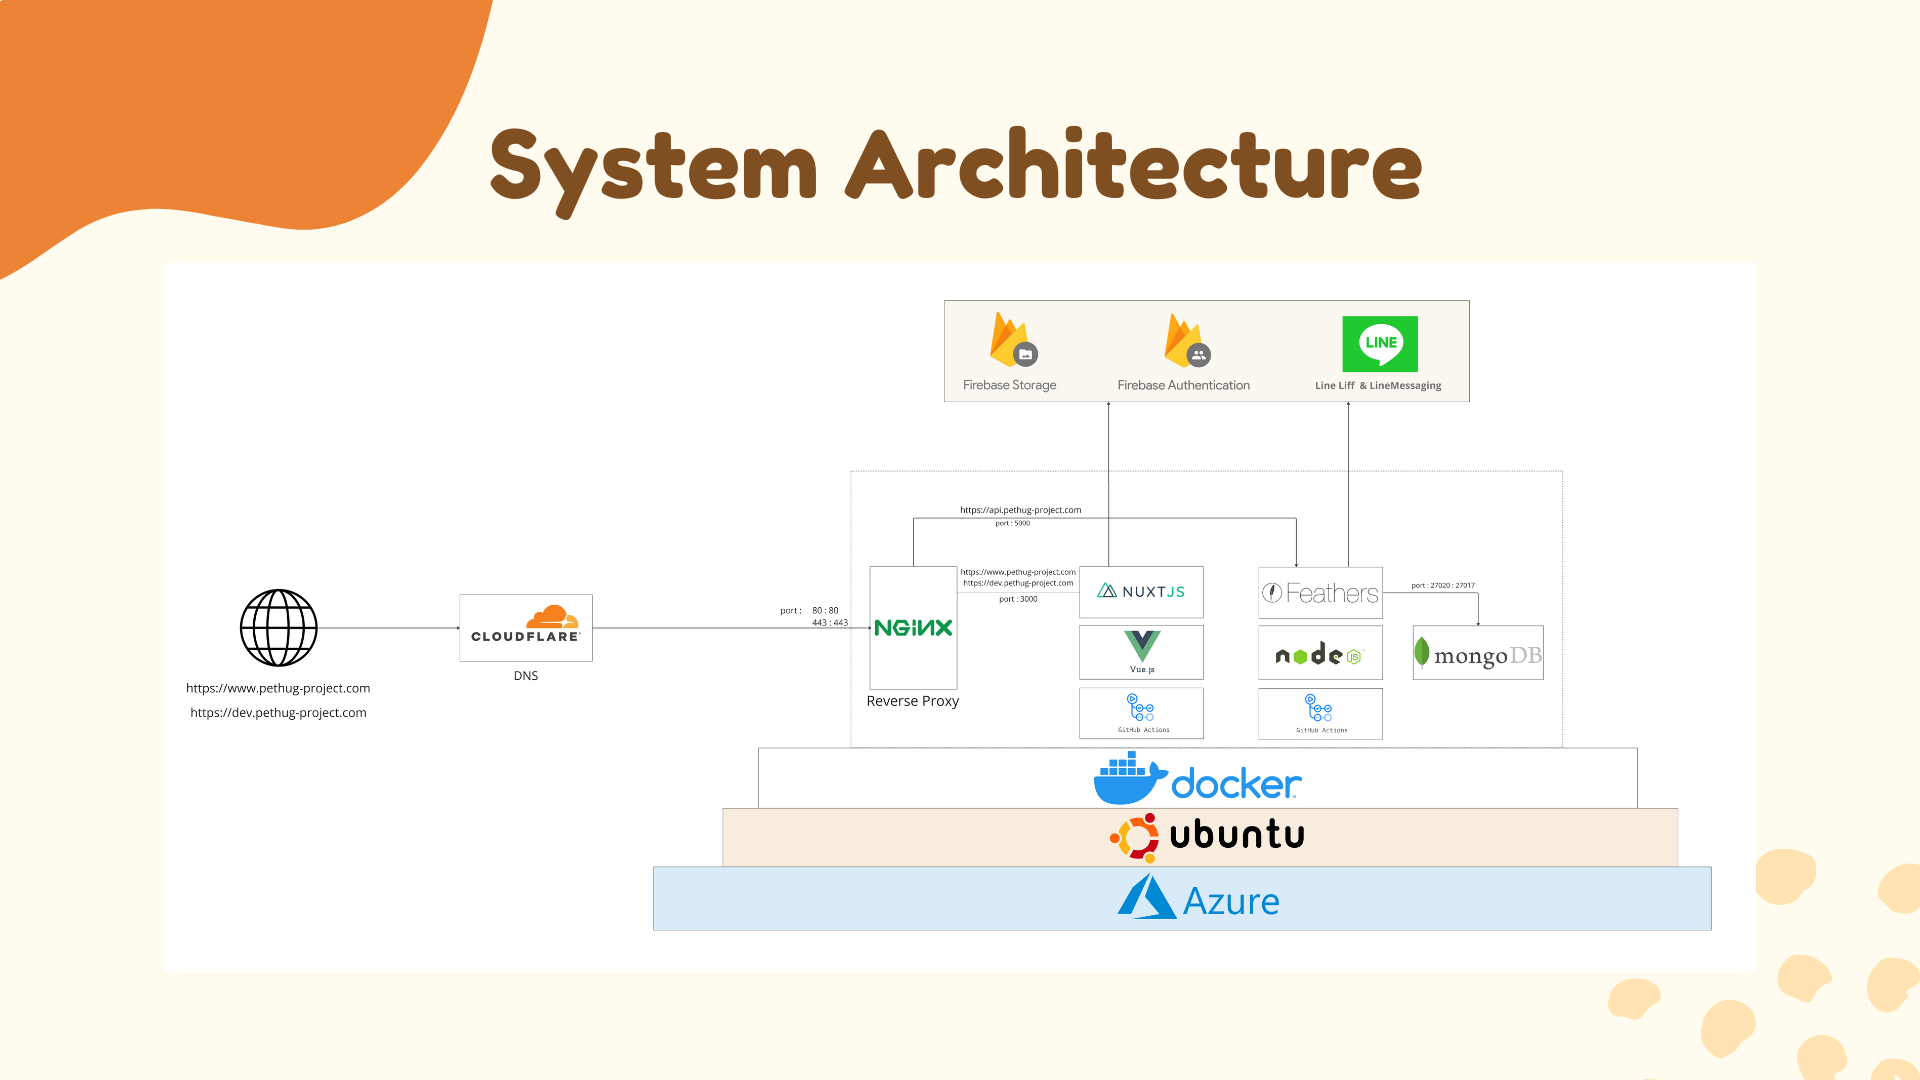 System Architecture
Firebase Storage
Firebase Authentication
LINE
Line Liff & LineMessaging
https://api.pethug-project.com
port : 5000
https://www.pethug-project.com
https://dev.pethug-project.com
port : 3000
NUXTJS
Feathers
port : 27020 : 27017
port : 80 : 80
443 : 443
NGINX
Reverse Proxy
CLOUDFLARE
DNS
https://www.pethug-project.com
https://dev.pethug-project.com
Vue.js
node JS
mongoDB
GitHub Actions
GitHub Actions
docker
ubuntu
Azure